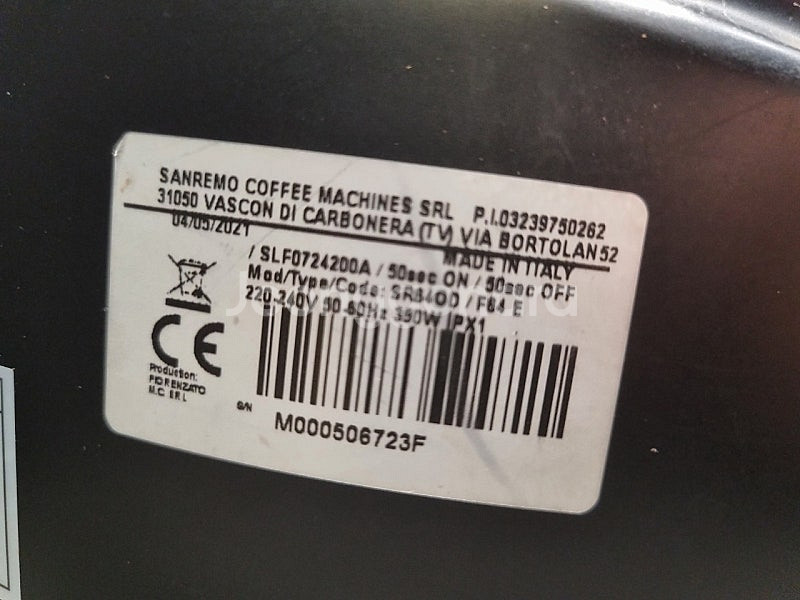 SANREMO COFFEE MACHINES SRL P.I.03239750262
31050 VASCON DI CARBONERA (TV) VIA BORTOLAN 52
04/05/2021 MADE IN ITALY
/ SLF0724200A / 50sec ON / 50sec OFF
Mod/Type/Code: SR64OD / F64 E
220-240V 50-60Hz 350W IPX1
CE
Production:
FIORENZATO
M.C. SRL
S/N
M000506723F